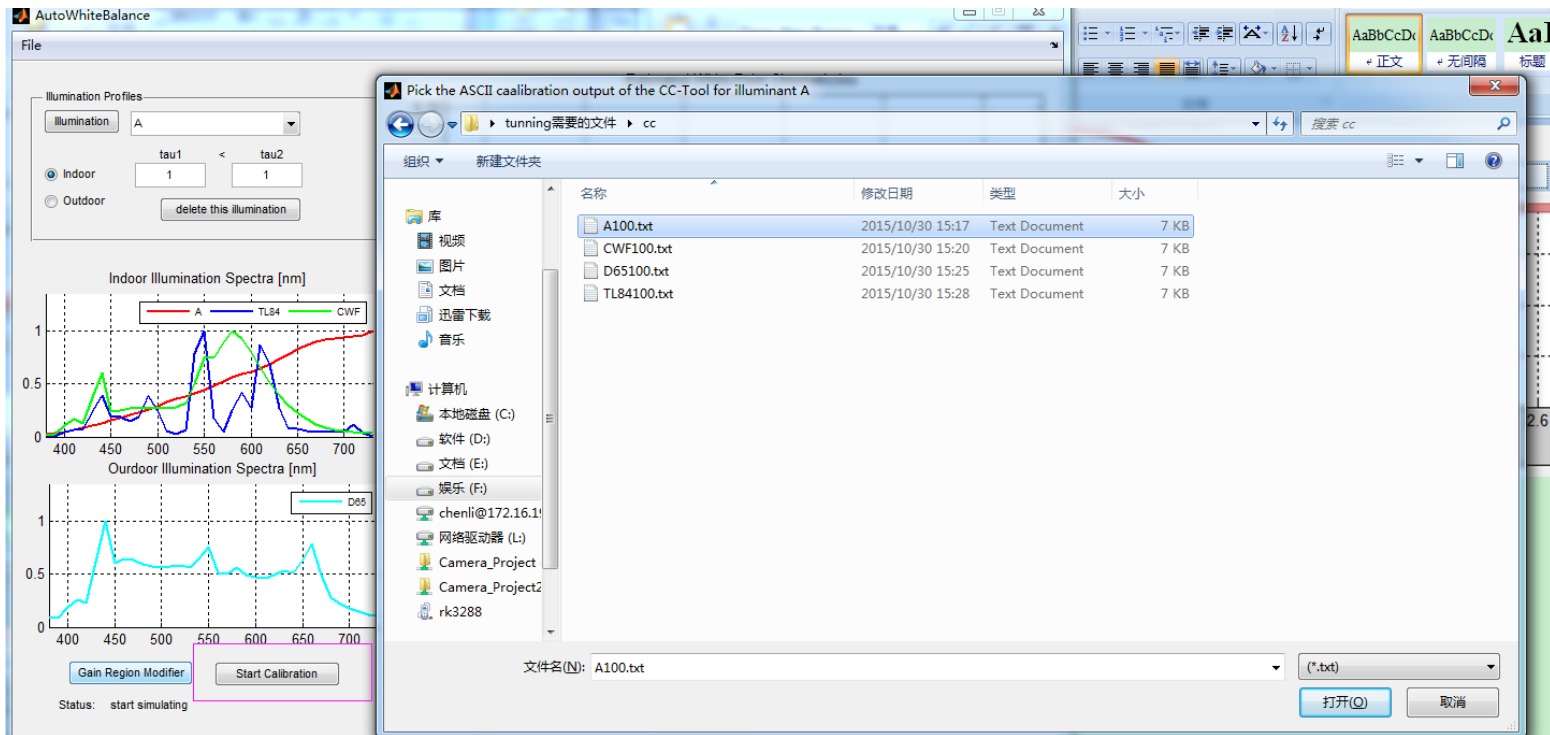 AutoWhiteBalance
File
Illumination Profiles
Illumination A
tau1 < tau2
Indoor 1 1
Outdoor delete this illumination
Indoor Illumination Spectra [nm]
A TL84 CWF
1
0.5
0
400 450 500 550 600 650 700
Ourdoor Illumination Spectra [nm]
D65
1
0.5
0
400 450 500 550 600 650 700
Gain Region Modifier Start Calibration
Status: start simulating
Pick the ASCII caalibration output of the CC-Tool for illuminant A
tunning需要的文件 cc
搜索 cc
组织 新建文件夹
名称 修改日期 类型 大小
A100.txt 2015/10/30 15:17 Text Document 7 KB
CWF100.txt 2015/10/30 15:20 Text Document 7 KB
D65100.txt 2015/10/30 15:25 Text Document 7 KB
TL84100.txt 2015/10/30 15:28 Text Document 7 KB
库
视频
图片
文档
迅雷下载
音乐
计算机
本地磁盘 (C:)
软件 (D:)
文档 (E:)
娱乐 (F:)
chenli@172.16.19
网络驱动器 (L:)
Camera_Project
Camera_Project2
rk3288
文件名(N): A100.txt (*.txt)
打开(O) 取消
AaBbCcDc AaBbCcDc AaB
正文 无间隔 标题
2.6